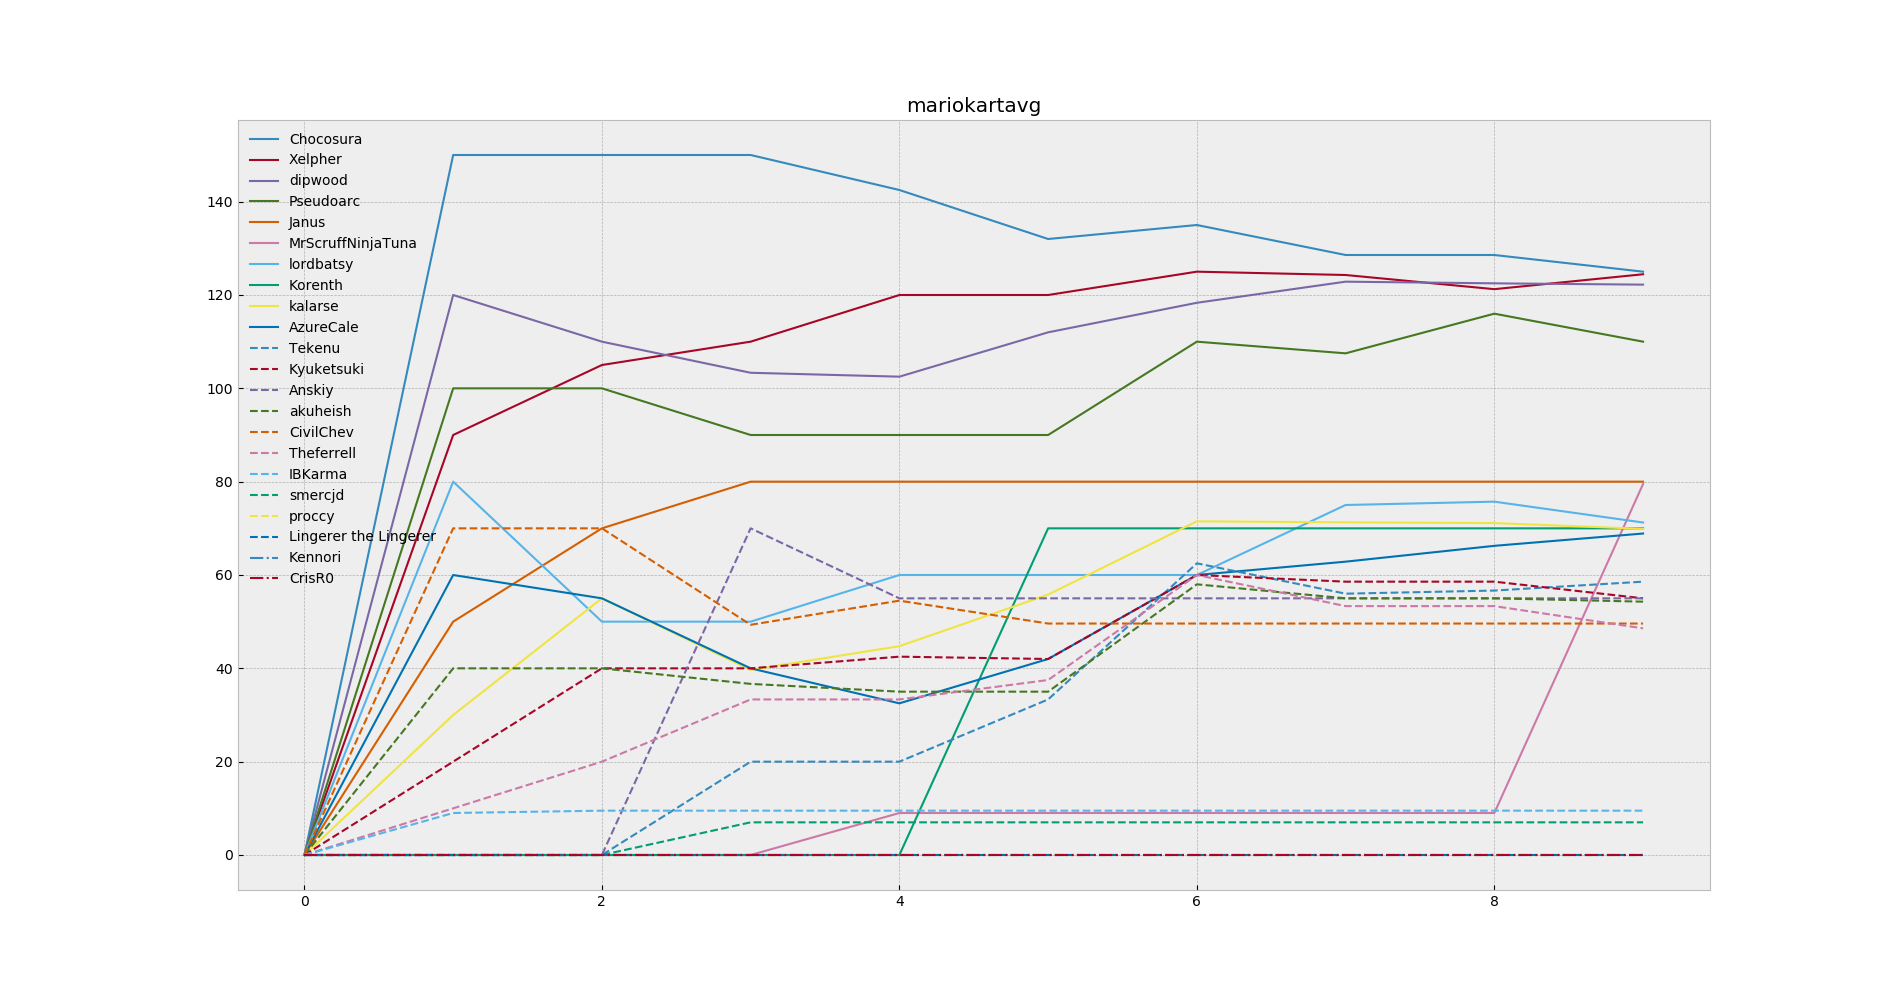 mariokartavg
Chocosura
Xelpher
dipwood
Pseudoarc
Janus
MrScruffNinjaTuna
lordbatsy
Korenth
kalarse
AzureCale
Tekenu
Kyuketsuki
Anskiy
akuheish
CivilChev
Theferrell
IBKarma
smercjd
proccy
Lingerer the Lingerer
Kennori
CrisR0
140
120
100
80
60
40
20
0
0 2 4 6 8